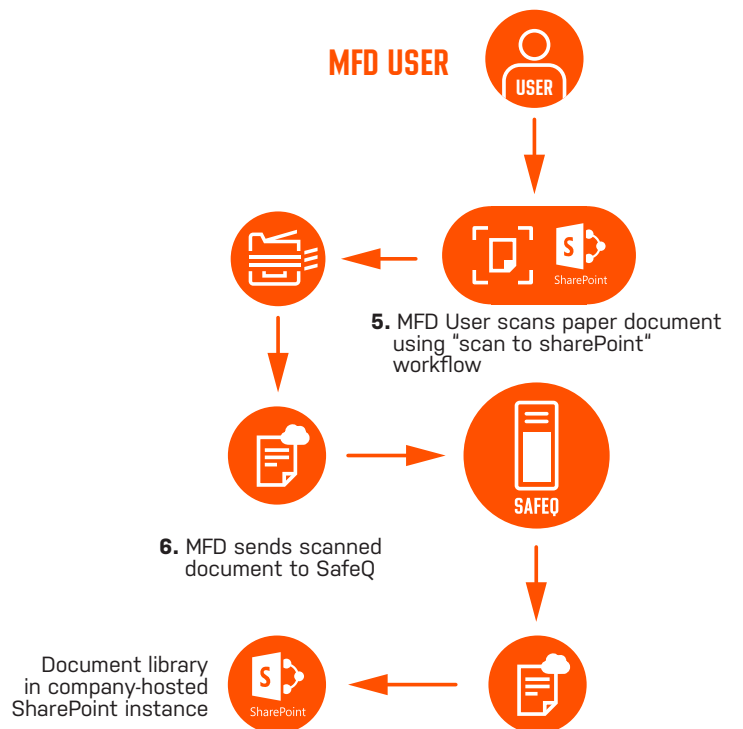 MFD USER
USER
S
SharePoint
5. MFD User scans paper document
using "scan to sharePoint"
workflow
SAFEQ
6. MFD sends scanned
document to SafeQ
Document library
in company-hosted
SharePoint instance
S
SharePoint